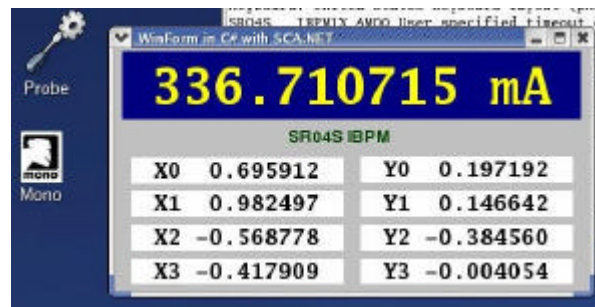 SR04S IBPMIX AMOO User specified timeout
WinForm in C# with SCA.NET
Probe
336.710715 mA
SR04S IBPM
X0 0.695912 Y0 0.197192
mono
Mono
X1 0.982497 Y1 0.146642
X2 -0.568778 Y2 -0.384560
X3 -0.417909 Y3 -0.004054